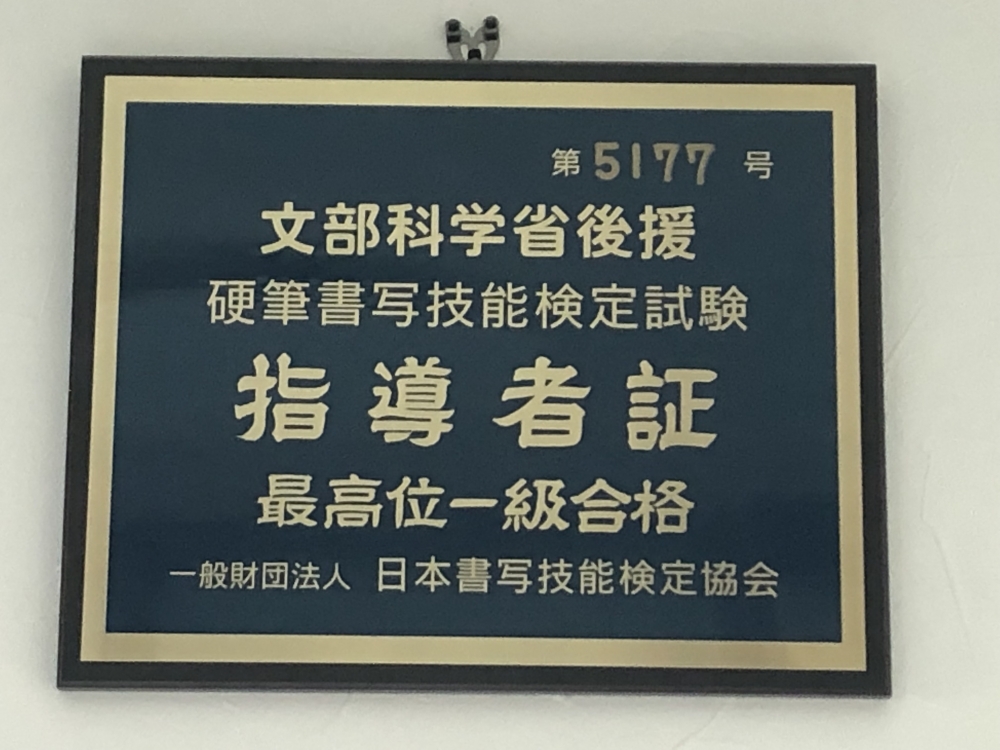 第5177号
文部科学省後援
硬筆書写技能検定試験
指導者証
最高位一級合格
一般財団法人 日本書写技能検定協会